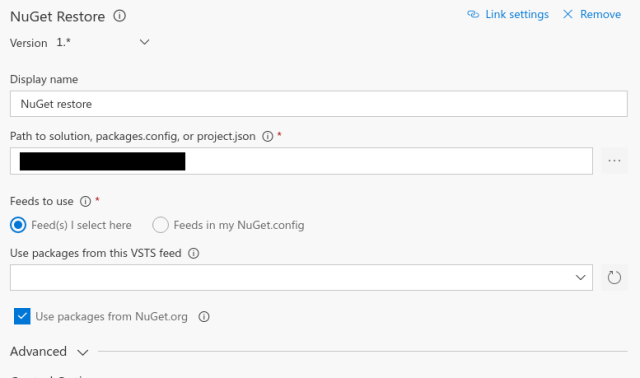 NuGet Restore
Link settings
Remove
Version 1.*
Display name
NuGet restore
Path to solution, packages.config, or project.json *
...
Feeds to use *
Feed(s) I select here
Feeds in my NuGet.config
Use packages from this VSTS feed
Use packages from NuGet.org
Advanced